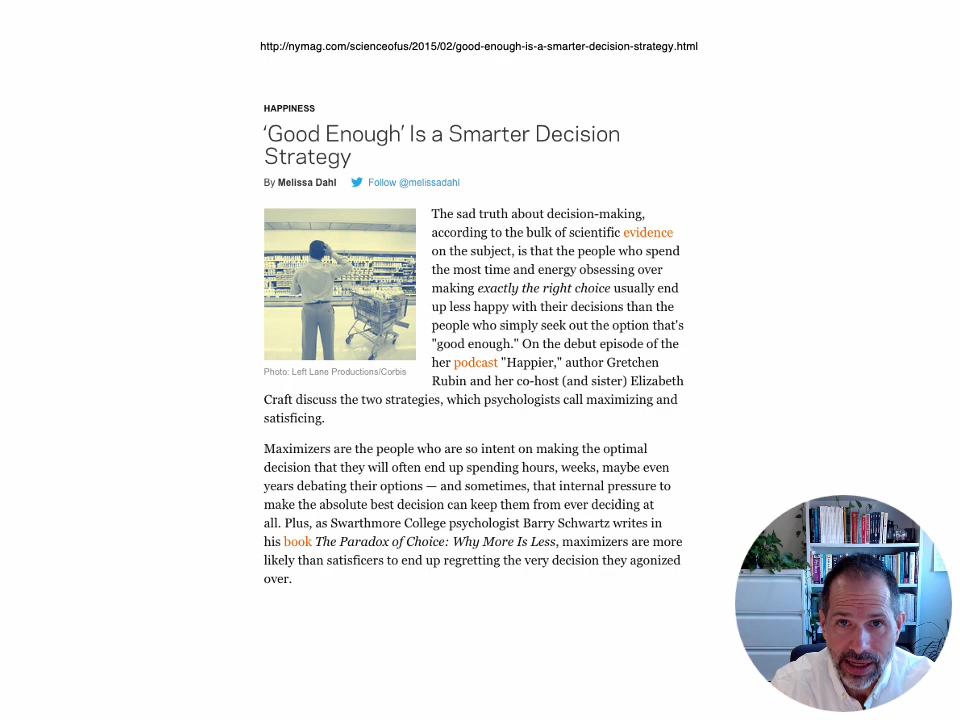 http://nymag.com/scienceofus/2015/02/good-enough-is-a-smarter-decision-strategy.html
HAPPINESS
‘Good Enough’ Is a Smarter Decision
Strategy
By Melissa Dahl Follow @melissadahl
The sad truth about decision-making,
according to the bulk of scientific evidence
on the subject, is that the people who spend
the most time and energy obsessing over
making exactly the right choice usually end
up less happy with their decisions than the
people who simply seek out the option that's
"good enough." On the debut episode of the
her podcast "Happier," author Gretchen
Rubin and her co-host (and sister) Elizabeth
Photo: Left Lane Productions/Corbis
Craft discuss the two strategies, which psychologists call maximizing and
satisficing.
Maximizers are the people who are so intent on making the optimal
decision that they will often end up spending hours, weeks, maybe even
years debating their options — and sometimes, that internal pressure to
make the absolute best decision can keep them from ever deciding at
all. Plus, as Swarthmore College psychologist Barry Schwartz writes in
his book The Paradox of Choice: Why More Is Less, maximizers are more
likely than satisficers to end up regretting the very decision they agonized
over.